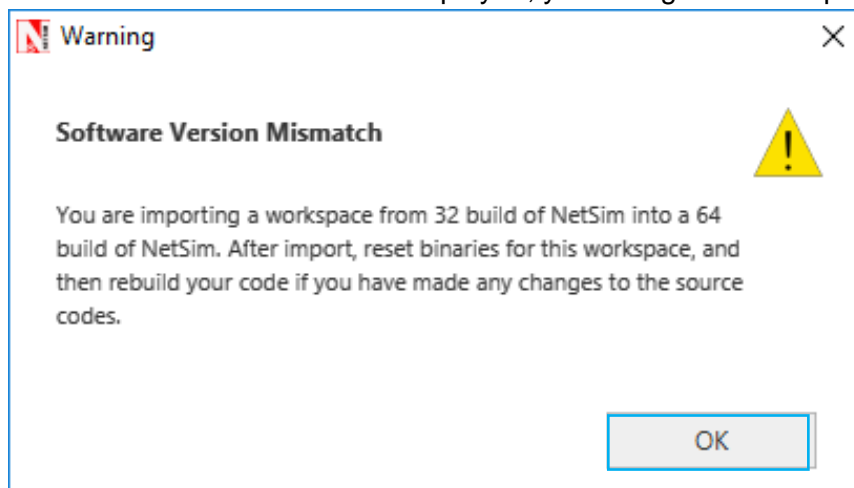 Warning
Software Version Mismatch
You are importing a workspace from 32 build of NetSim into a 64
build of NetSim. After import, reset binaries for this workspace, and
then rebuild your code if you have made any changes to the source
codes.
OK